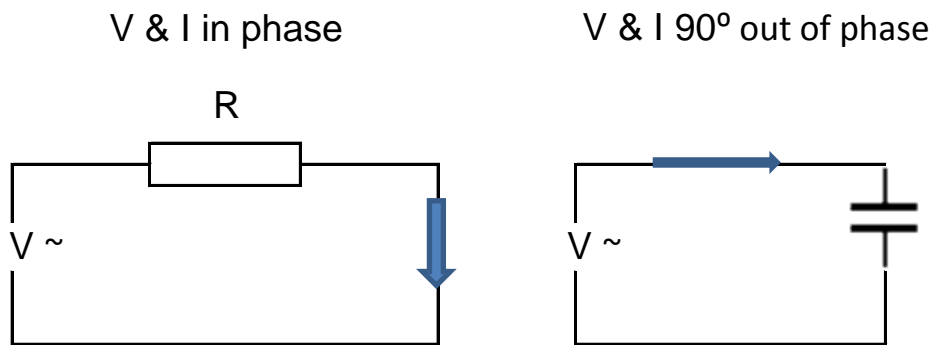 V & I in phase
V & I 90º out of phase
R
V ~
V ~